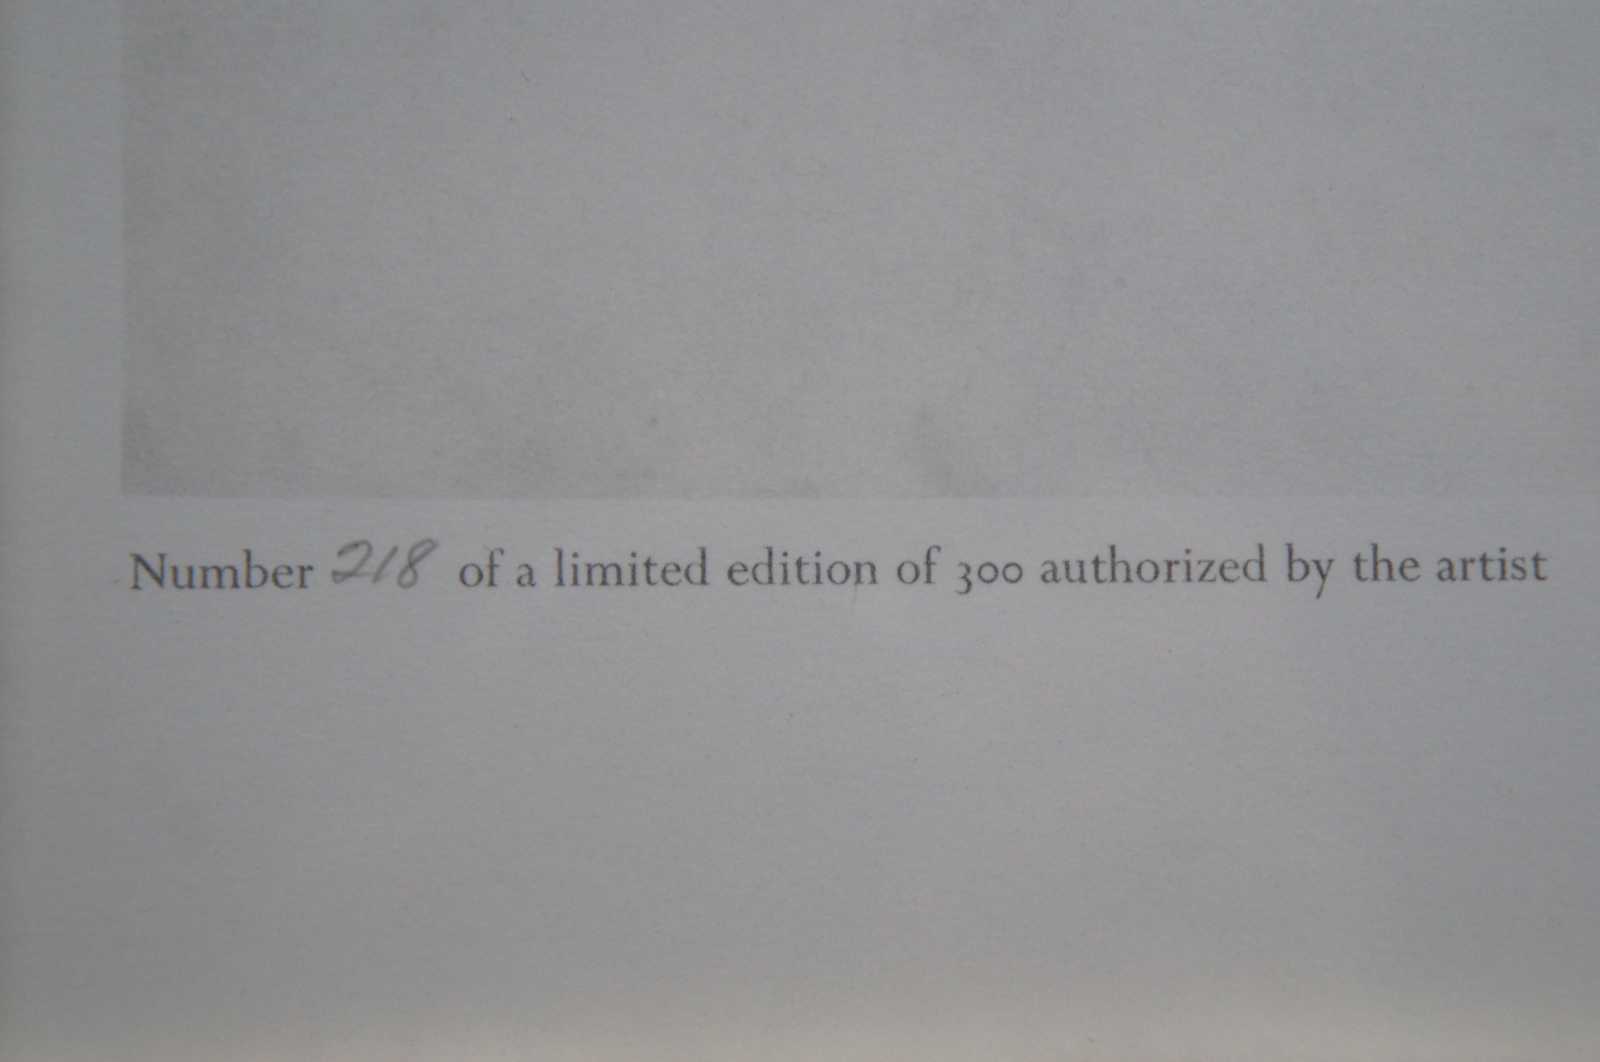 Number 218 of a limited edition of 300 authorized by the artist